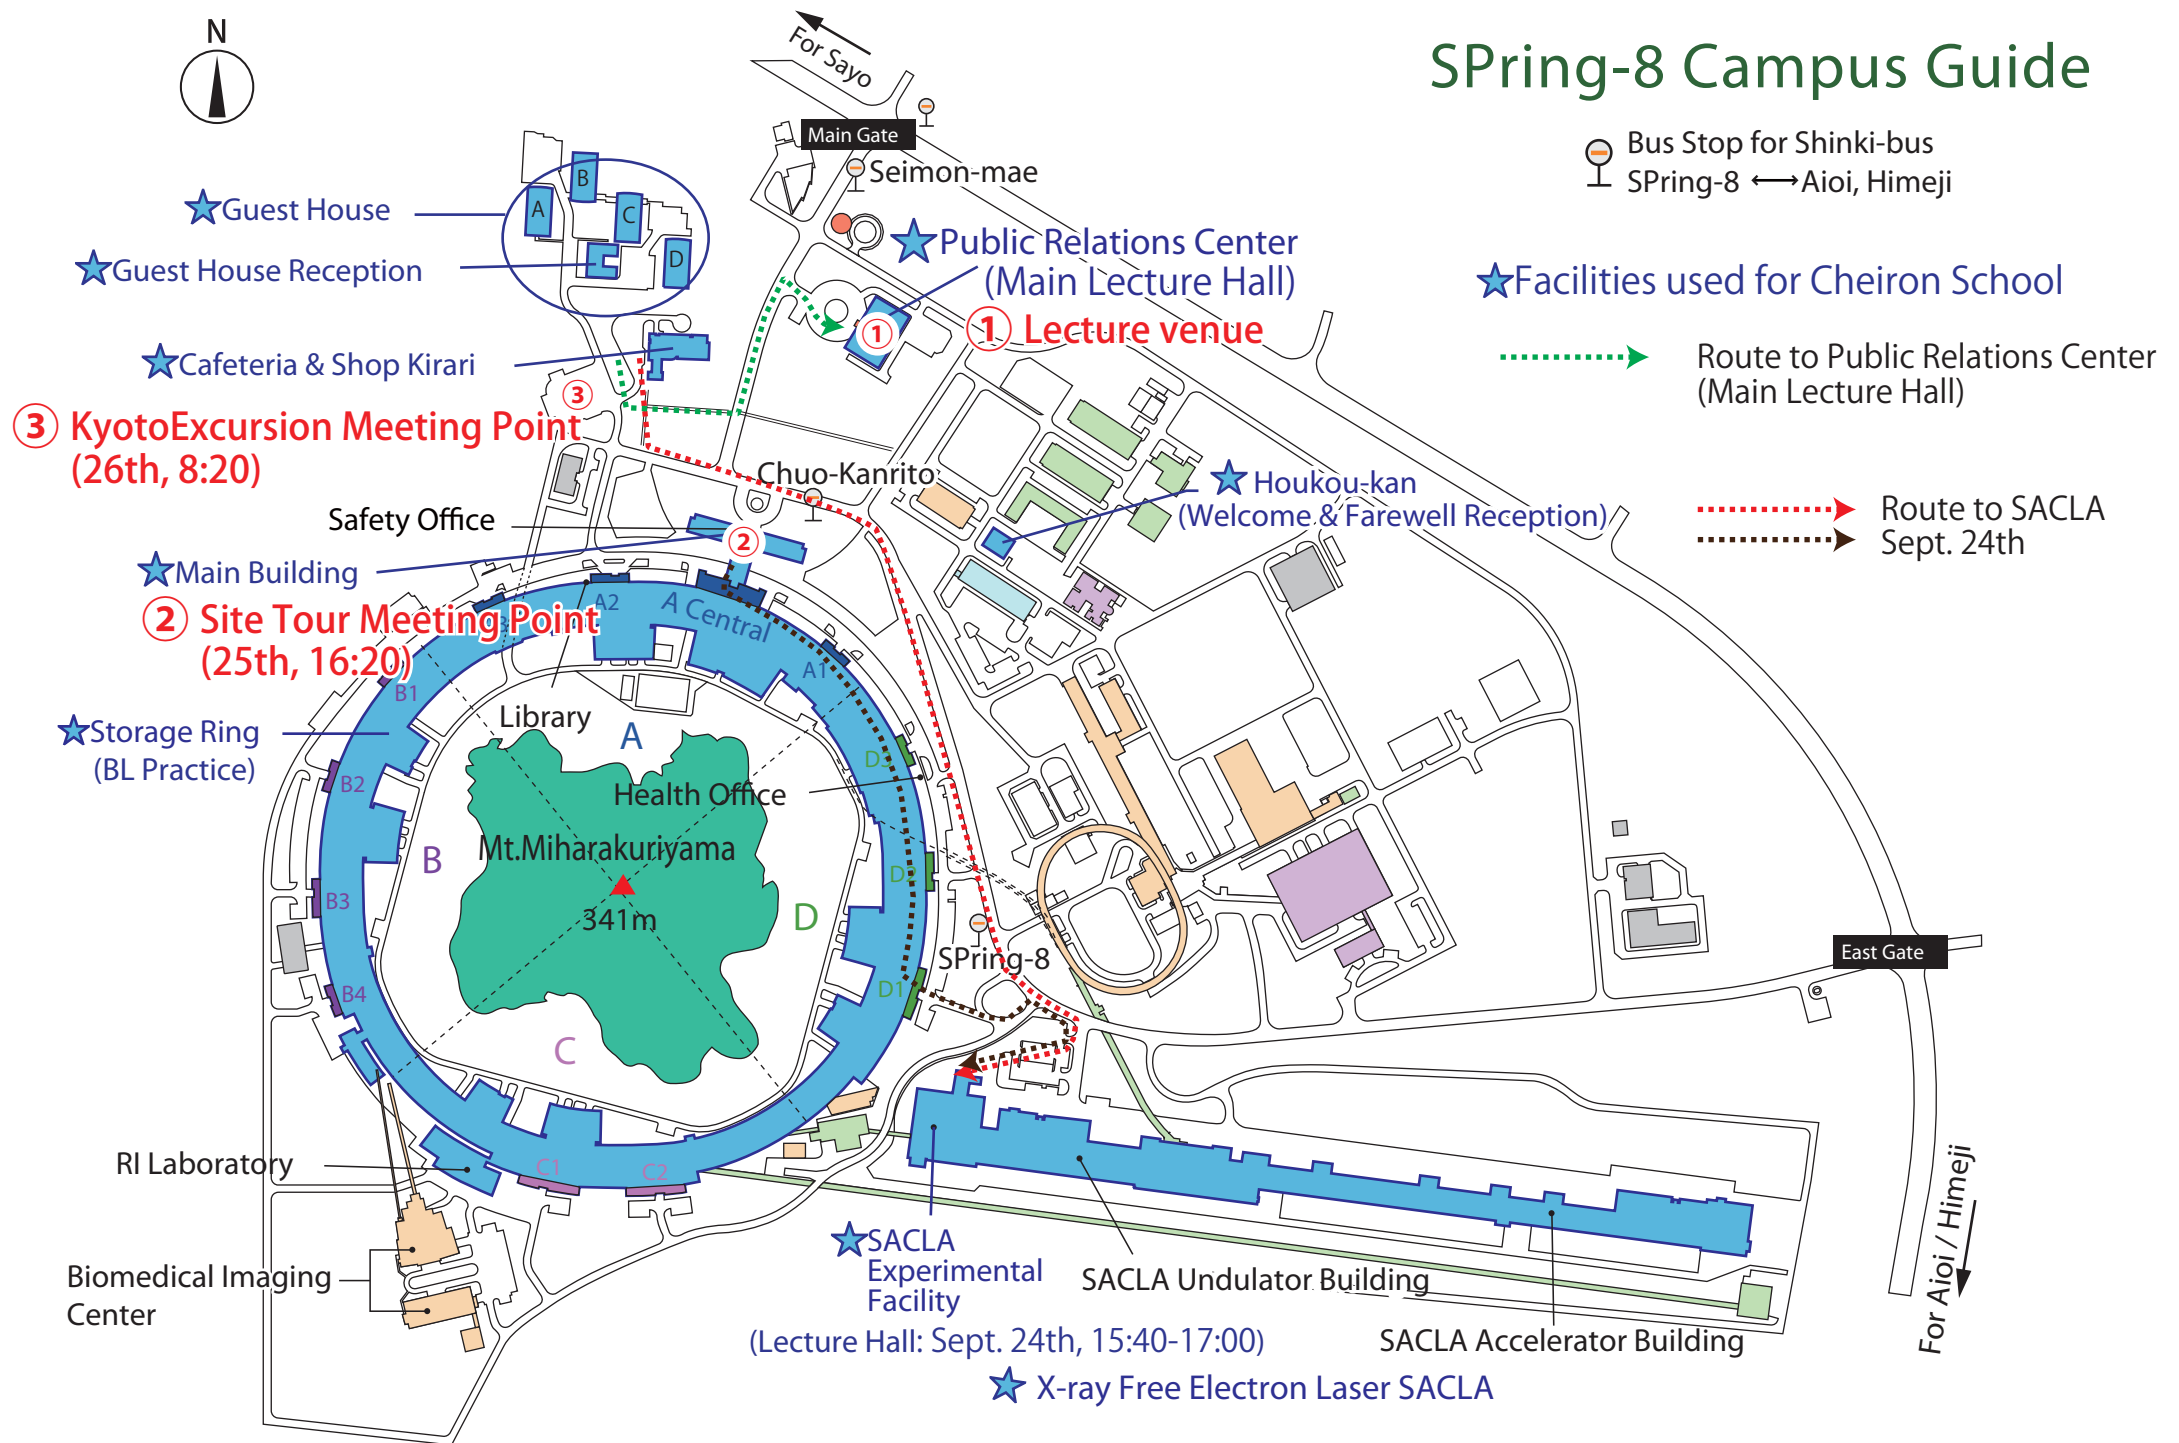 N
For Sayo
SPring-8 Campus Guide
Main Gate
Seimon-mae
Bus Stop for Shinki-bus
SPring-8 ⟷ Aioi, Himeji
Guest House
Guest House Reception
A
B
C
D
Public Relations Center
(Main Lecture Hall)
① Lecture venue
①
Facilities used for Cheiron School
Route to Public Relations Center
(Main Lecture Hall)
Cafeteria & Shop Kirari
③
③ KyotoExcursion Meeting Point
(26th, 8:20)
Chuo-Kanrito
Houkou-kan
(Welcome & Farewell Reception)
Route to SACLA
Sept. 24th
Safety Office
②
Main Building
② Site Tour Meeting Point
(25th, 16:20)
A2
A Central
A1
B1
Storage Ring
(BL Practice)
Library
A
D3
B2
Health Office
Mt.Miharakuriyama
B
D2
B3
341m
D
SPring-8
East Gate
B4
D1
C
RI Laboratory
C1
C2
Biomedical Imaging
Center
SACLA
Experimental
Facility
(Lecture Hall: Sept. 24th, 15:40-17:00)
SACLA Undulator Building
SACLA Accelerator Building
X-ray Free Electron Laser SACLA
For Aioi / Himeji